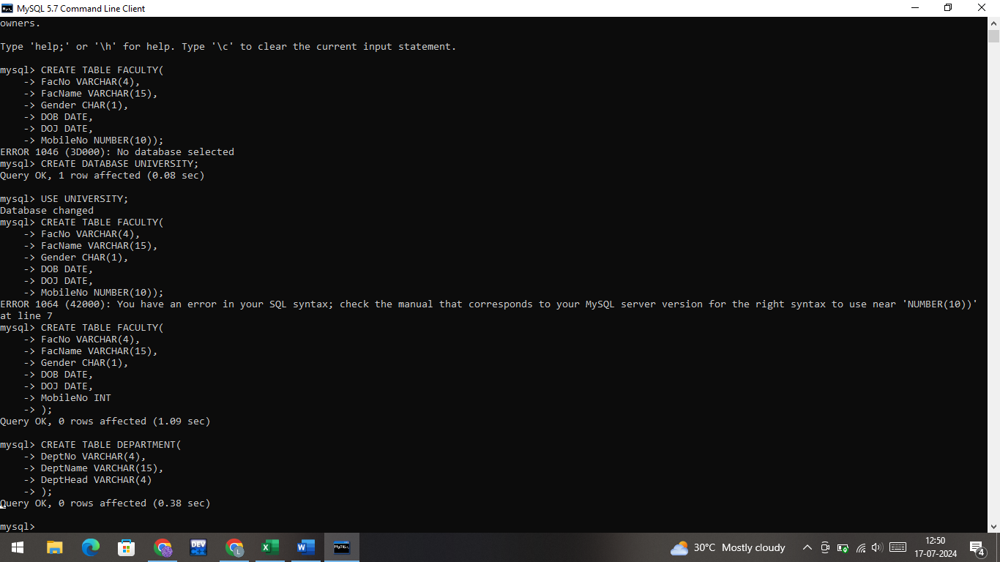 MySQL 5.7 Command Line Client
owners.
Type 'help;' or '\h' for help. Type '\c' to clear the current input statement.
mysql> CREATE TABLE FACULTY(
    -> FacNo VARCHAR(4),
    -> FacName VARCHAR(15),
    -> Gender CHAR(1),
    -> DOB DATE,
    -> DOJ DATE,
    -> MobileNo NUMBER(10));
ERROR 1046 (3D000): No database selected
mysql> CREATE DATABASE UNIVERSITY;
Query OK, 1 row affected (0.08 sec)
mysql> USE UNIVERSITY;
Database changed
mysql> CREATE TABLE FACULTY(
    -> FacNo VARCHAR(4),
    -> FacName VARCHAR(15),
    -> Gender CHAR(1),
    -> DOB DATE,
    -> DOJ DATE,
    -> MobileNo NUMBER(10));
ERROR 1064 (42000): You have an error in your SQL syntax; check the manual that corresponds to your MySQL server version for the right syntax to use near 'NUMBER(10))'
at line 7
mysql> CREATE TABLE FACULTY(
    -> FacNo VARCHAR(4),
    -> FacName VARCHAR(15),
    -> Gender CHAR(1),
    -> DOB DATE,
    -> DOJ DATE,
    -> MobileNo INT
    -> );
Query OK, 0 rows affected (1.09 sec)
mysql> CREATE TABLE DEPARTMENT(
    -> DeptNo VARCHAR(4),
    -> DeptName VARCHAR(15),
    -> DeptHead VARCHAR(4)
    -> );
Query OK, 0 rows affected (0.38 sec)
mysql>
DEV
L
X
W
MySQL
30°C Mostly cloudy
12:50
17-07-2024
4